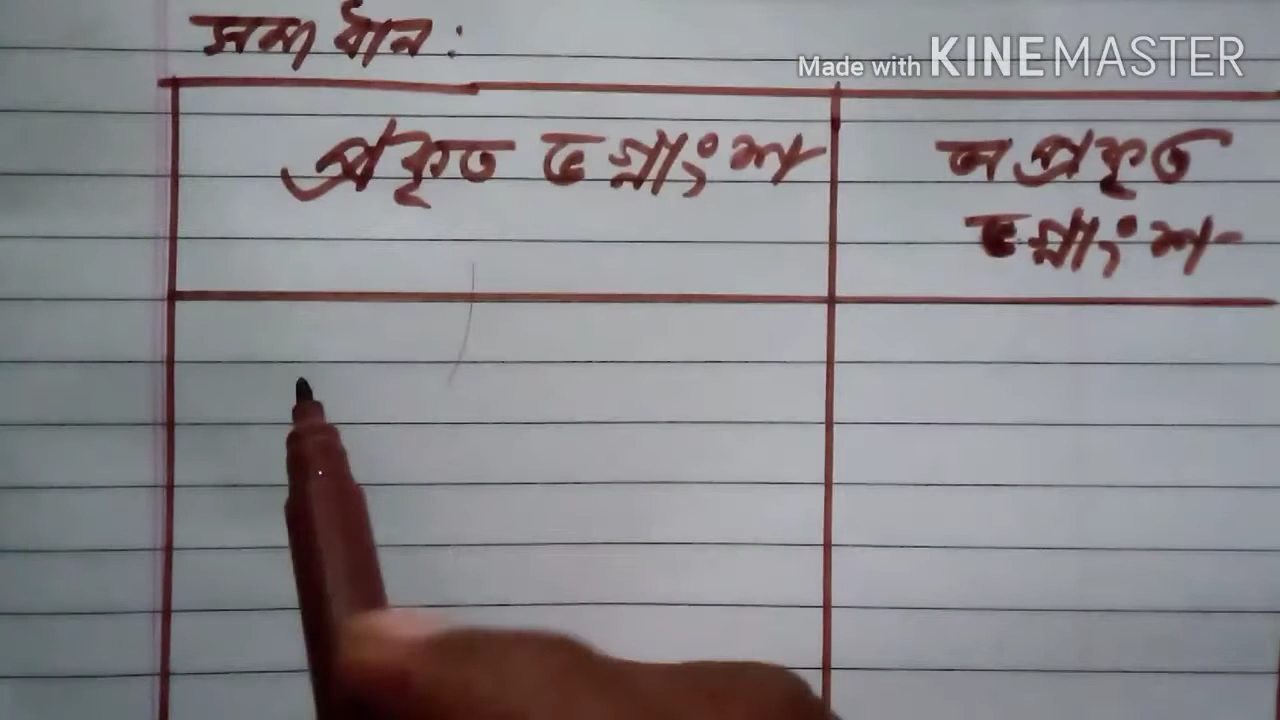 সমাধান:
Made with KINEMASTER
প্রকৃত ভগ্নাংশ
অপ্রকৃত
ভগ্নাংশ